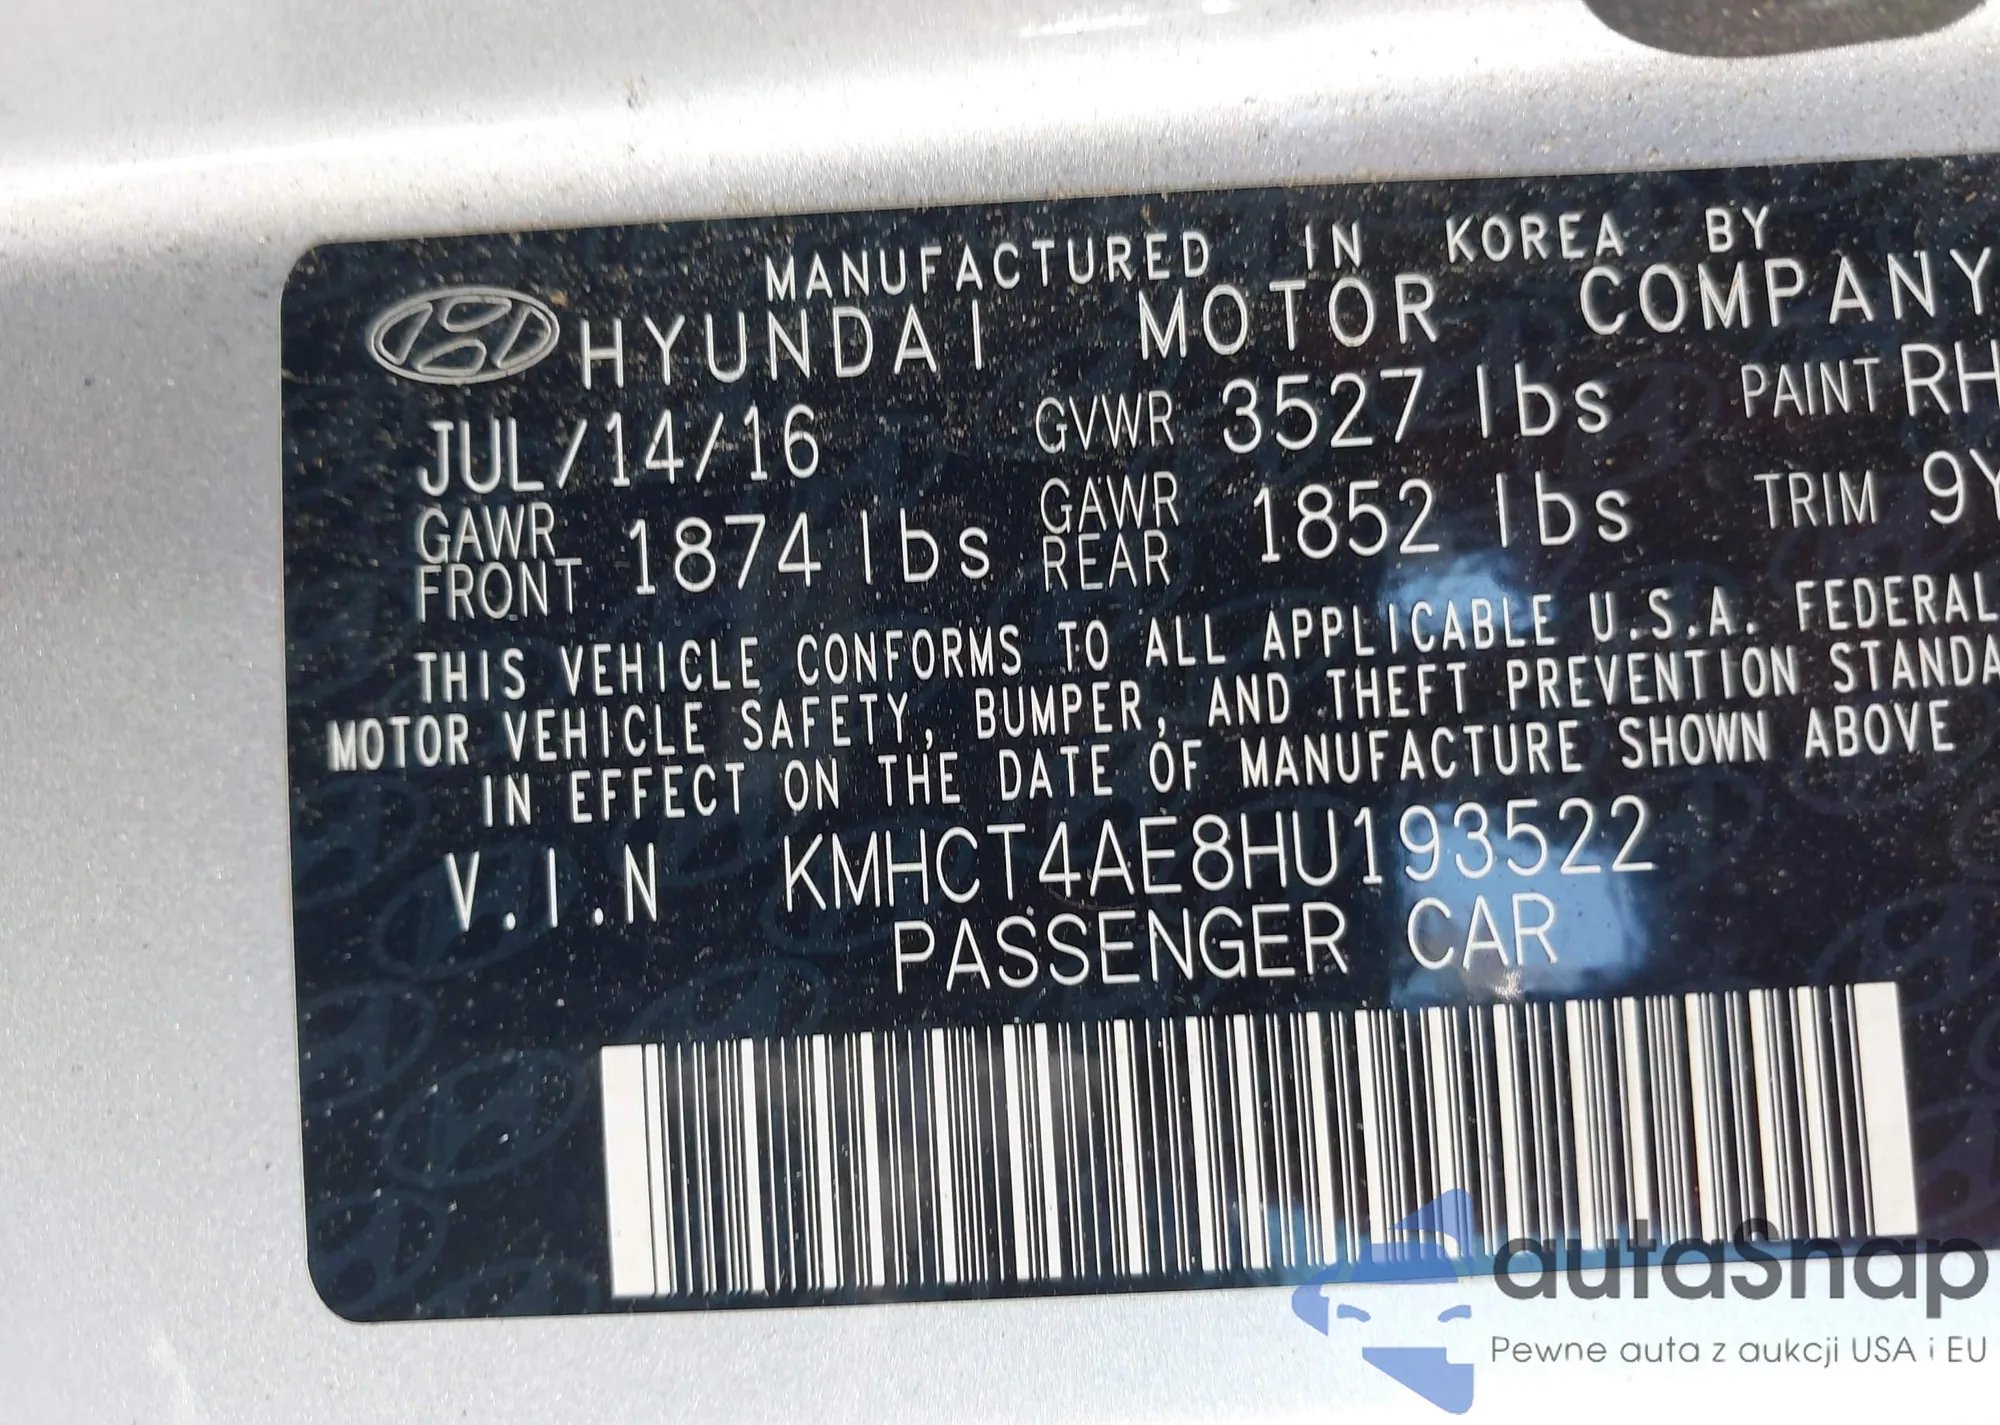 MANUFACTURED IN KOREA BY
HYUNDAI MOTOR COMPANY
JUL/14/16 GVWR 3527 lbs PAINT RH
GAWR FRONT 1874 lbs GAWR REAR 1852 lbs TRIM 9Y
THIS VEHICLE CONFORMS TO ALL APPLICABLE U.S.A. FEDERAL
MOTOR VEHICLE SAFETY, BUMPER, AND THEFT PREVENTION STANDA
IN EFFECT ON THE DATE OF MANUFACTURE SHOWN ABOVE
V.I.N KMHCT4AE8HU193522
PASSENGER CAR
autaSnap
Pewne auta z aukcji USA i EU